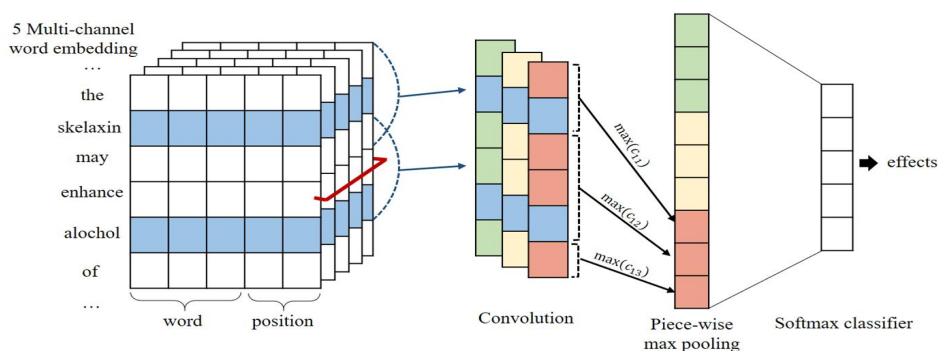 5 Multi-channel
word embedding
...
the
skelaxin
may
enhance
alochol
of
...
word
position
Convolution
max(c11)
max(c12)
max(c13)
Piece-wise
max pooling
Softmax classifier
effects